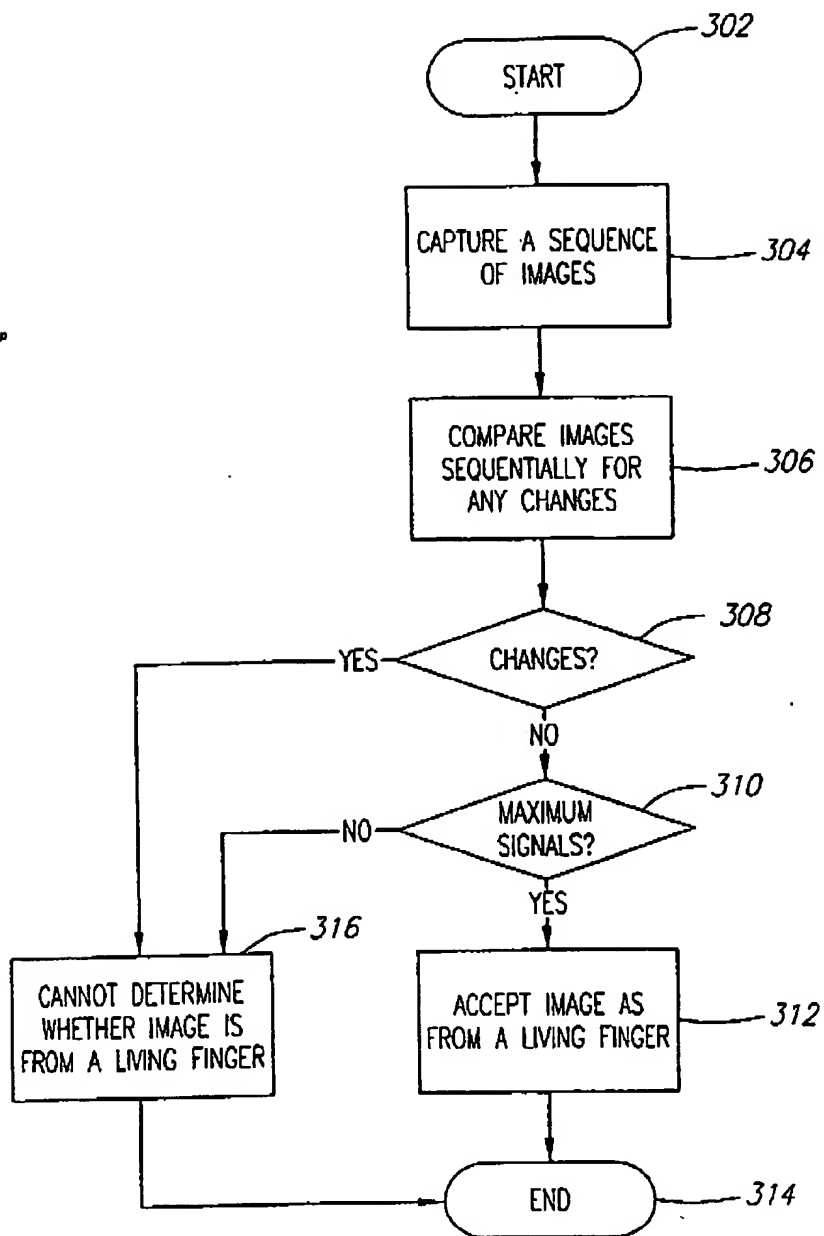 302
START
CAPTURE A SEQUENCE
OF IMAGES
304
COMPARE IMAGES
SEQUENTIALLY FOR
ANY CHANGES
306
308
YES
CHANGES?
NO
310
NO
MAXIMUM
SIGNALS?
YES
316
CANNOT DETERMINE
WHETHER IMAGE IS
FROM A LIVING FINGER
ACCEPT IMAGE AS
FROM A LIVING FINGER
312
END
314